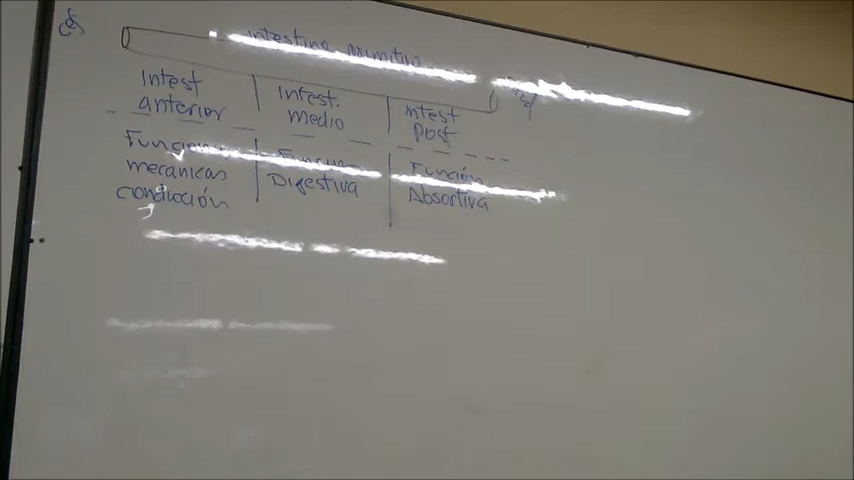 intestino primitivo
Intest
anterior
Intest.
medio
Intest
Post
Funciones
mecanicas
conducción
Función
Digestiva
Función
Absortiva